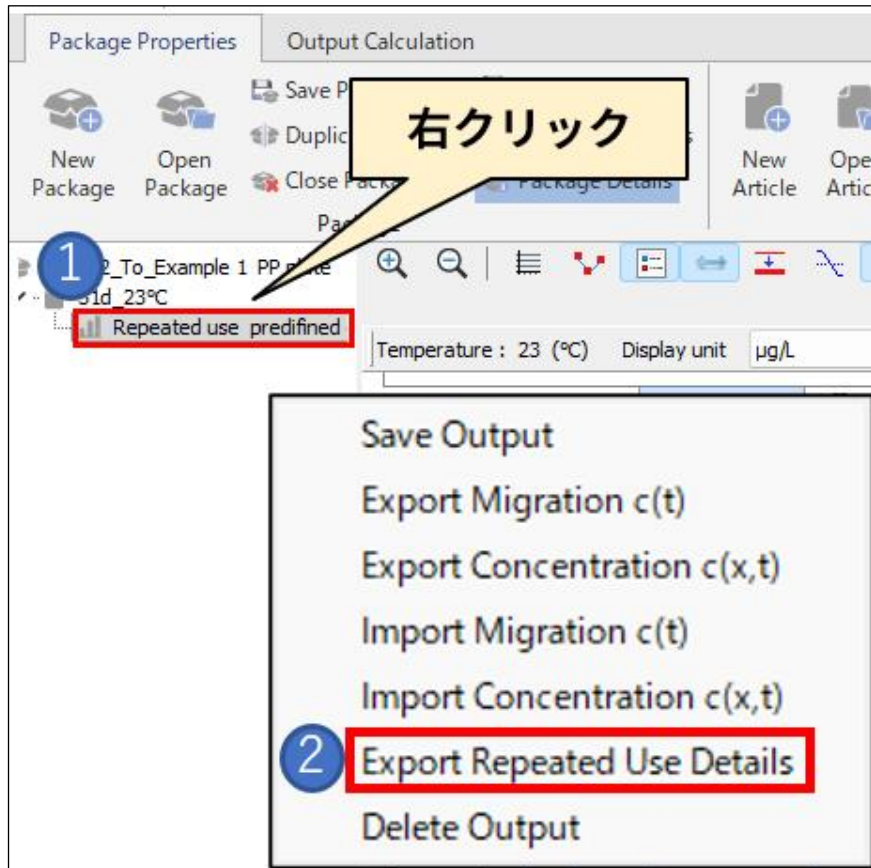 Package Properties
Output Calculation
New
Package
Open
Package
Save P
Duplic
Close Package
Package Details
New
Article
Ope
Artic
右クリック
1
2_To_Example 1 PP plate
31d_23°C
Repeated use predifined
Temperature : 23 (°C) Display unit µg/L
Save Output
Export Migration c(t)
Export Concentration c(x,t)
Import Migration c(t)
Import Concentration c(x,t)
2
Export Repeated Use Details
Delete Output